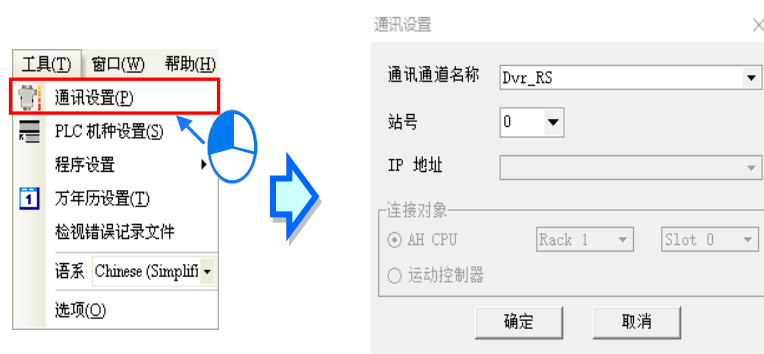 工具(T) 窗口(W) 帮助(H)
通讯设置(P)
PLC 机种设置(S)
程序设置
1 万年历设置(T)
检视错误记录文件
语系 Chinese (Simplifi
选项(O)
通讯设置
通讯通道名称 Dvr_RS
站号 0
IP 地址
连接对象
AH CPU Rack 1 Slot 0
运动控制器
确定 取消